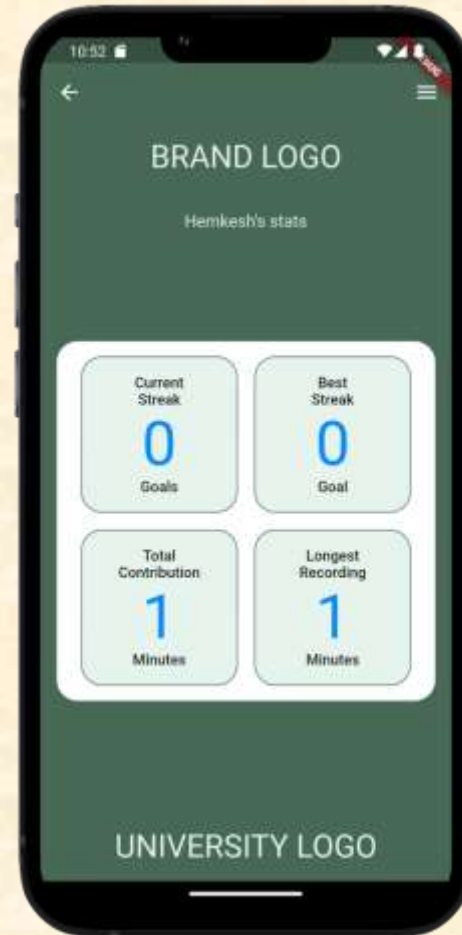 10:52
BRAND LOGO
Hemkesh's stats
Current
Streak
0
Goals
Best
Streak
0
Goal
Total
Contribution
1
Minutes
Longest
Recording
1
Minutes
UNIVERSITY LOGO